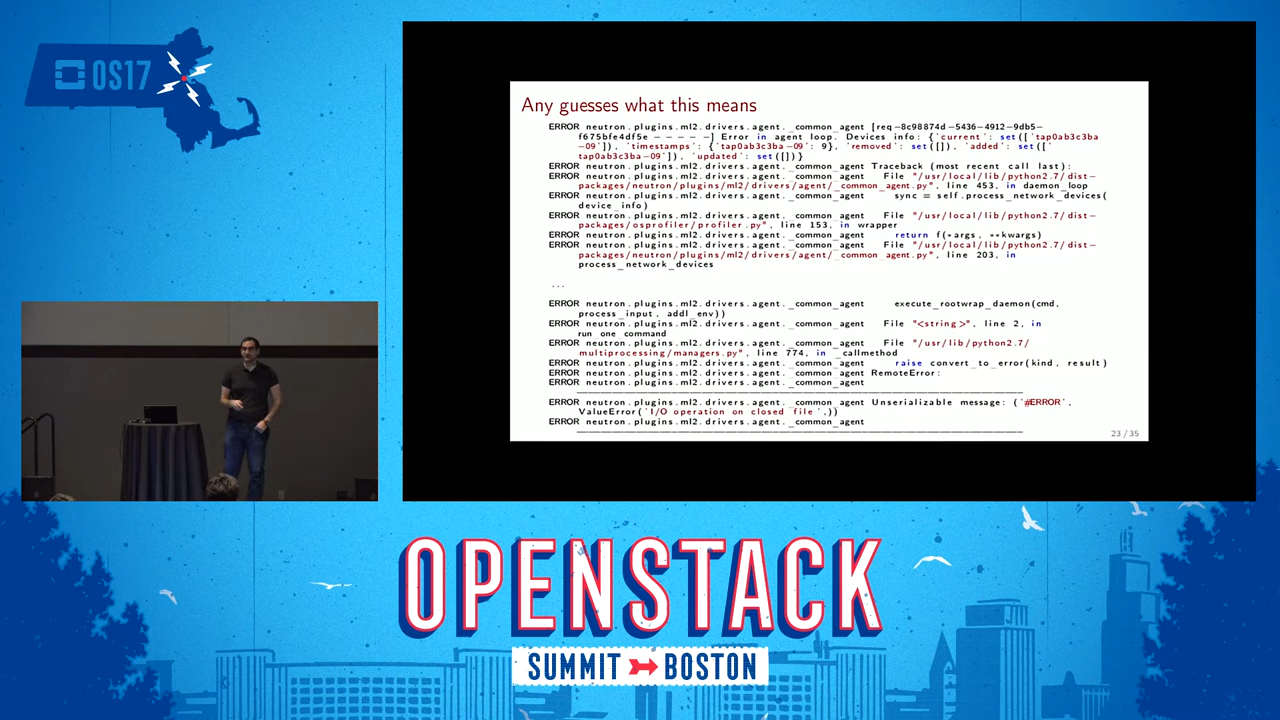 OS17
Any guesses what this means
ERROR neutron.plugins.ml2.drivers.agent._common_agent [req-8c98874d-5436-4912-9db5-
f675bfe4df5e - - - - -] Error in agent loop. Devices info: {'current': set(['tap0ab3c3ba
-09']), 'timestamps': {'tap0ab3c3ba-09': 9}, 'removed': set([]), 'added': set(['
tap0ab3c3ba-09']), 'updated': set([])}
ERROR neutron.plugins.ml2.drivers.agent._common_agent Traceback (most recent call last):
ERROR neutron.plugins.ml2.drivers.agent._common_agent File "/usr/local/lib/python2.7/dist-
packages/neutron/plugins/ml2/drivers/agent/_common_agent.py", line 453, in daemon_loop
ERROR neutron.plugins.ml2.drivers.agent._common_agent sync = self.process_network_devices(
device_info)
ERROR neutron.plugins.ml2.drivers.agent._common_agent File "/usr/local/lib/python2.7/dist-
packages/osprofiler/profiler.py", line 153, in wrapper
ERROR neutron.plugins.ml2.drivers.agent._common_agent return f(*args, **kwargs)
ERROR neutron.plugins.ml2.drivers.agent._common_agent File "/usr/local/lib/python2.7/dist-
packages/neutron/plugins/ml2/drivers/agent/_common_agent.py", line 203, in
process_network_devices
...
ERROR neutron.plugins.ml2.drivers.agent._common_agent execute_rootwrap_daemon(cmd,
process_input, addl_env))
ERROR neutron.plugins.ml2.drivers.agent._common_agent File "<string>", line 2, in
run_one_command
ERROR neutron.plugins.ml2.drivers.agent._common_agent File "/usr/lib/python2.7/
multiprocessing/managers.py", line 774, in _callmethod
ERROR neutron.plugins.ml2.drivers.agent._common_agent raise convert_to_error(kind, result)
ERROR neutron.plugins.ml2.drivers.agent._common_agent RemoteError:
ERROR neutron.plugins.ml2.drivers.agent._common_agent
ERROR neutron.plugins.ml2.drivers.agent._common_agent Unserializable message: ('#ERROR',
ValueError('I/O operation on closed file',))
ERROR neutron.plugins.ml2.drivers.agent._common_agent
23 / 35
OPENSTACK
SUMMIT BOSTON